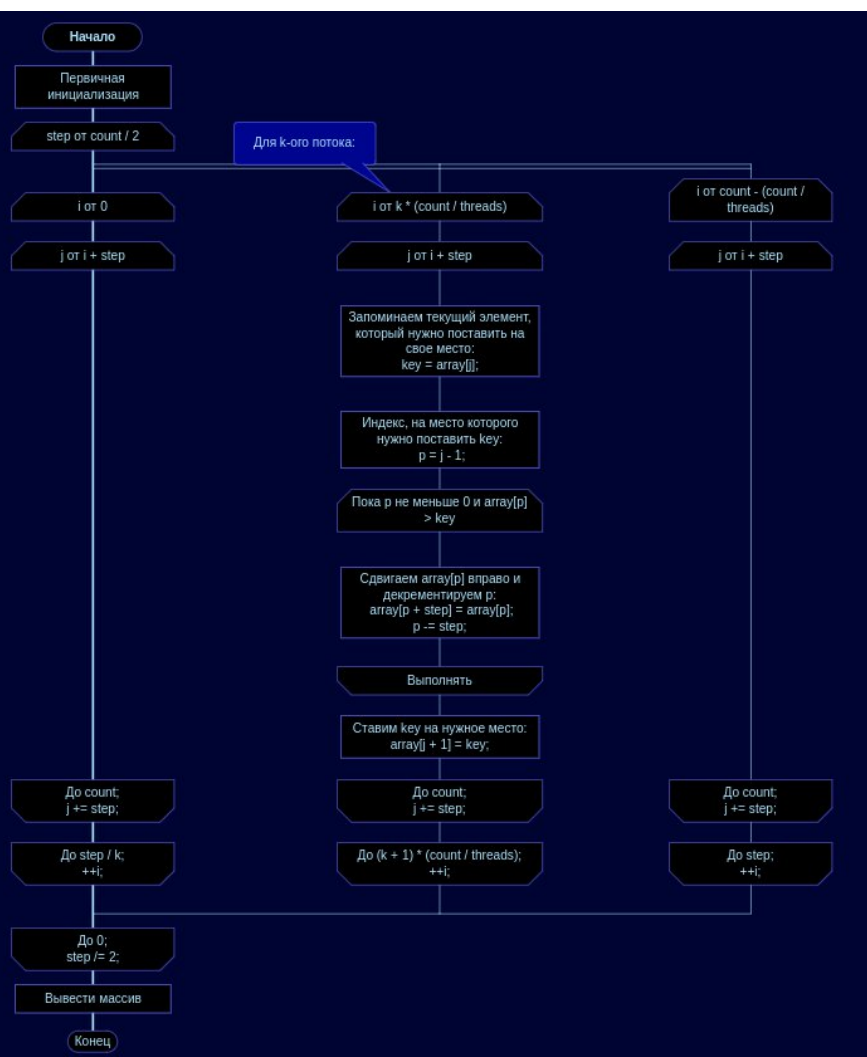 Начало
Первичная
инициализация
step от count / 2
Для k-ого потока:
i от 0
i от k * (count / threads)
i от count - (count /
threads)
j от i + step
j от i + step
j от i + step
Запоминаем текущий элемент,
который нужно поставить на
свое место:
key = array[j];
Индекс, на место которого
нужно поставить key:
p = j - 1;
Пока p не меньше 0 и array[p]
> key
Сдвигаем array[p] вправо и
декрементируем p:
array[p + step] = array[p];
p -= step;
Выполнять
Ставим key на нужное место:
array[j + 1] = key;
До count;
j += step;
До count;
j += step;
До count;
j += step;
До step / k;
++i;
До (k + 1) * (count / threads);
++i;
До step;
++i;
До 0;
step /= 2;
Вывести массив
Конец